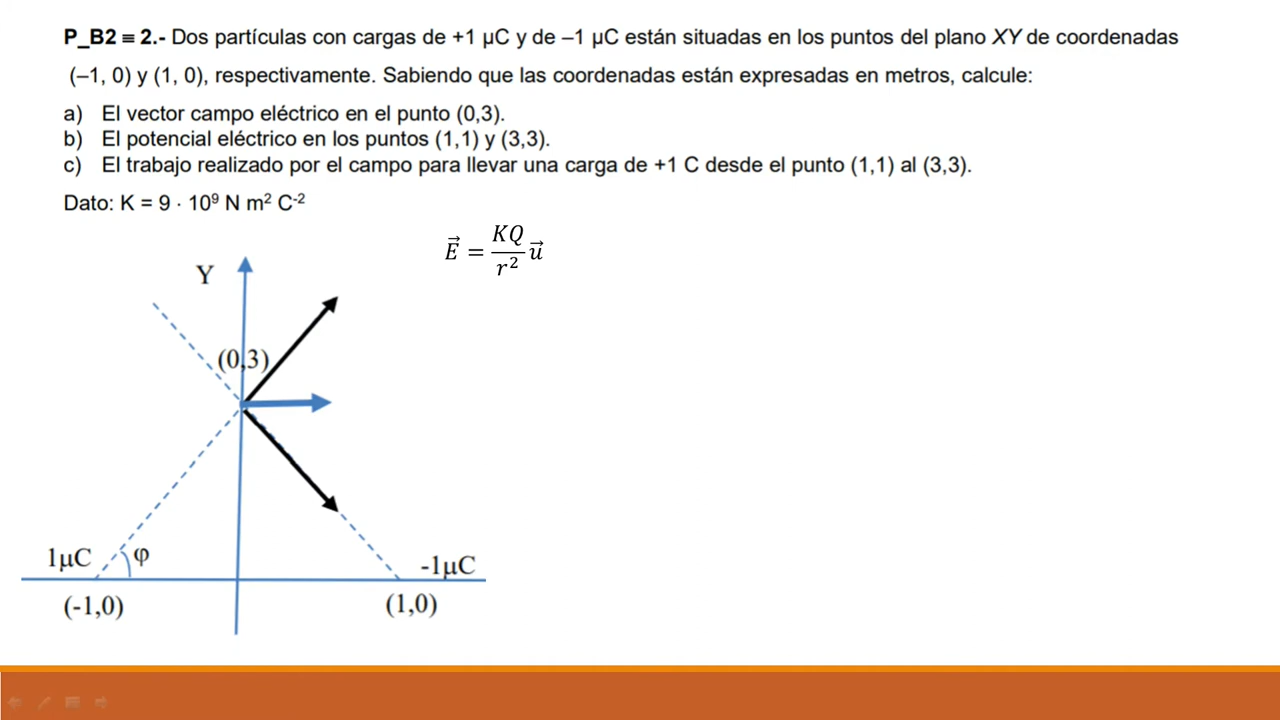 P_B2 ≡ 2.- Dos partículas con cargas de +1 µC y de –1 µC están situadas en los puntos del plano XY de coordenadas
(–1, 0) y (1, 0), respectivamente. Sabiendo que las coordenadas están expresadas en metros, calcule:
a) El vector campo eléctrico en el punto (0,3).
b) El potencial eléctrico en los puntos (1,1) y (3,3).
c) El trabajo realizado por el campo para llevar una carga de +1 C desde el punto (1,1) al (3,3).
Dato: K = 9 · 10⁹ N m² C⁻²
E⃗ = KQ/r² u⃗
Y
(0,3)
1µC φ
-1µC
(-1,0)
(1,0)